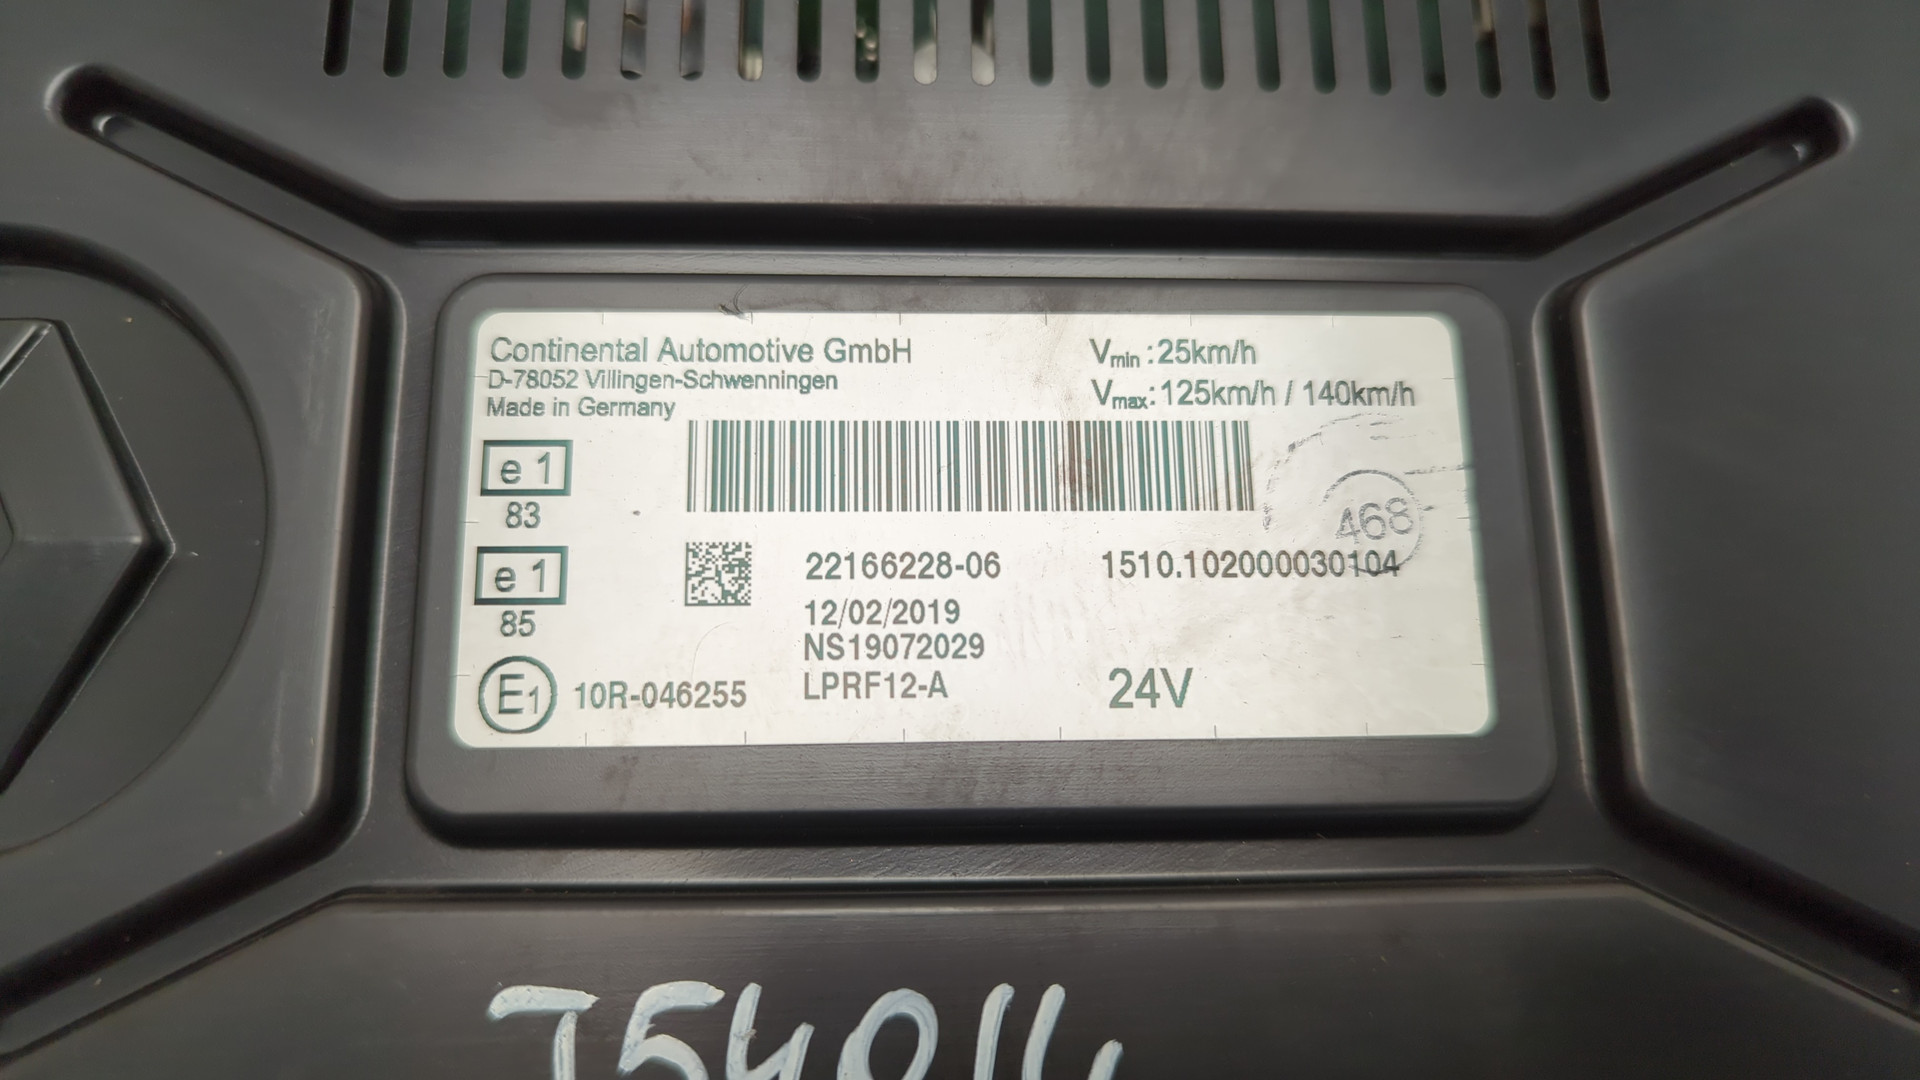 Continental Automotive GmbH
D-78052 Villingen-Schwenningen
Made in Germany
Vmin : 25km/h
Vmax: 125km/h / 140km/h
e 1
83
e 1
85
E1 10R-046255
22166228-06
1510.102000030104
12/02/2019
NS19072029
LPRF12-A
24V
468